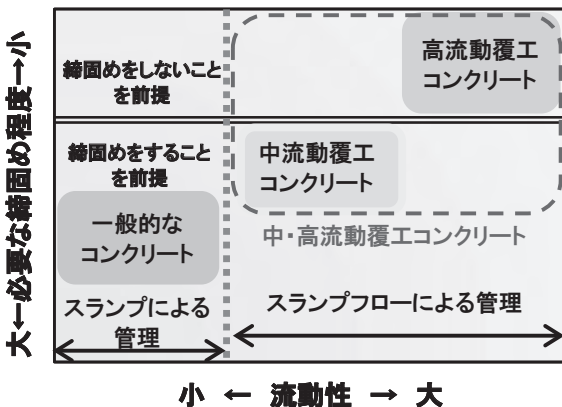 大←必要な締固め程度→小
締固めをしないこと
を前提
高流動覆工
コンクリート
締固めをすること
を前提
中流動覆工
コンクリート
一般的な
コンクリート
中・高流動覆工コンクリート
スランプによる
管理
スランプフローによる管理
小 ← 流動性 → 大